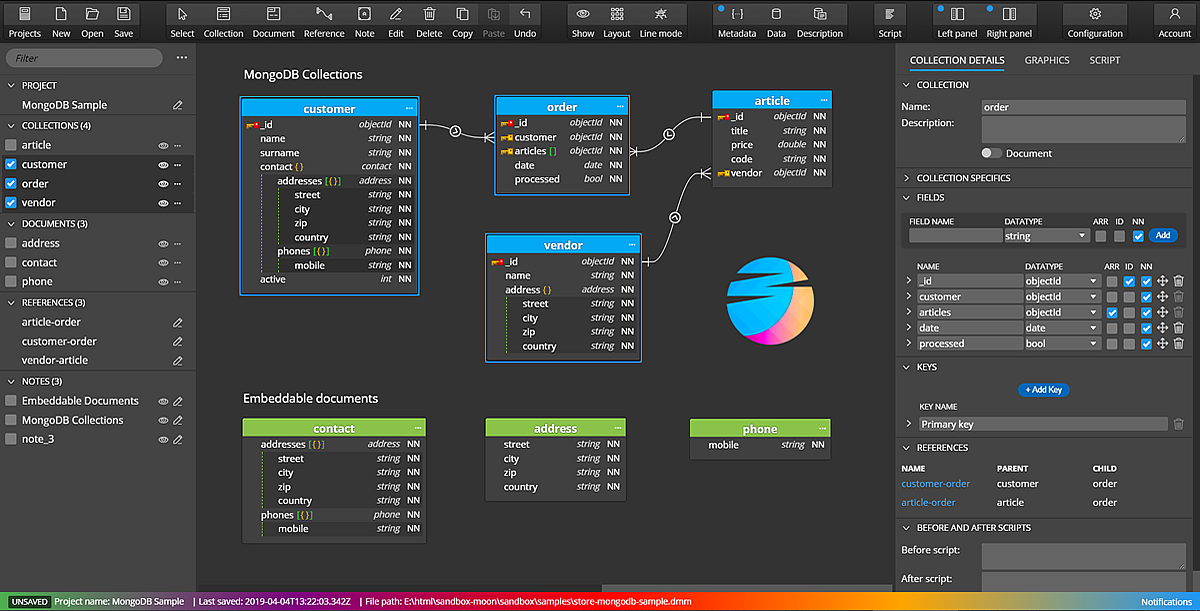 Projects New Open Save Select Collection Document Reference Note Edit Delete Copy Paste Undo Show Layout Line mode Metadata Data Description Script Left panel Right panel Configuration Account
Filter
PROJECT
MongoDB Sample
COLLECTIONS (4)
article
customer
order
vendor
DOCUMENTS (3)
address
contact
phone
REFERENCES (3)
article-order
customer-order
vendor-article
NOTES (3)
Embeddable Documents
MongoDB Collections
note_3
MongoDB Collections
customer
_id objectId NN
name string NN
surname string NN
contact { } contact NN
addresses [{ }] address NN
street string NN
city string NN
zip string NN
country string NN
phones [{ }] phone NN
mobile string NN
active int NN
order
_id objectId NN
customer objectId NN
articles [ ] objectId NN
date date NN
processed bool NN
article
_id objectId NN
title string NN
price double NN
code string NN
vendor objectId NN
vendor
_id objectId NN
name string NN
address { } address NN
street string NN
city string NN
zip string NN
country string NN
Embeddable documents
contact
addresses [{ }] address NN
street string NN
city string NN
zip string NN
country string NN
phones [{ }] phone NN
mobile string NN
address
street string NN
city string NN
zip string NN
country string NN
phone
mobile string NN
COLLECTION DETAILS GRAPHICS SCRIPT
COLLECTION
Name: order
Description:
Document
COLLECTION SPECIFICS
FIELDS
FIELD NAME DATATYPE ARR ID NN
string Add
NAME DATATYPE ARR ID NN
_id objectId
customer objectId
articles objectId
date date
processed bool
KEYS
+ Add Key
KEY NAME
Primary key
REFERENCES
NAME PARENT CHILD
customer-order customer order
article-order article order
BEFORE AND AFTER SCRIPTS
Before script:
After script:
UNSAVED Project name: MongoDB Sample | Last saved: 2019-04-04T13:22:03.342Z | File path: E:\html\sandbox-moon\sandbox\samples\store-mongodb-sample.dmm Notifications